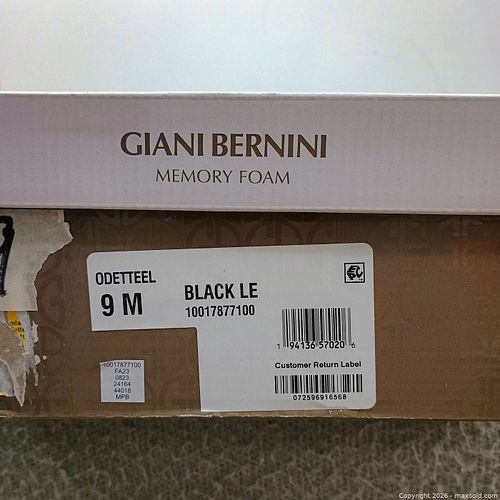 GIANI BERNINI
MEMORY FOAM
ODETTEEL
9 M
BLACK LE
10017877100
1 94136 57020 6
Customer Return Label
072596916568
10017877100
FA23
0823
24164
44018
MPB
Copyright 2026 - maxsold.com